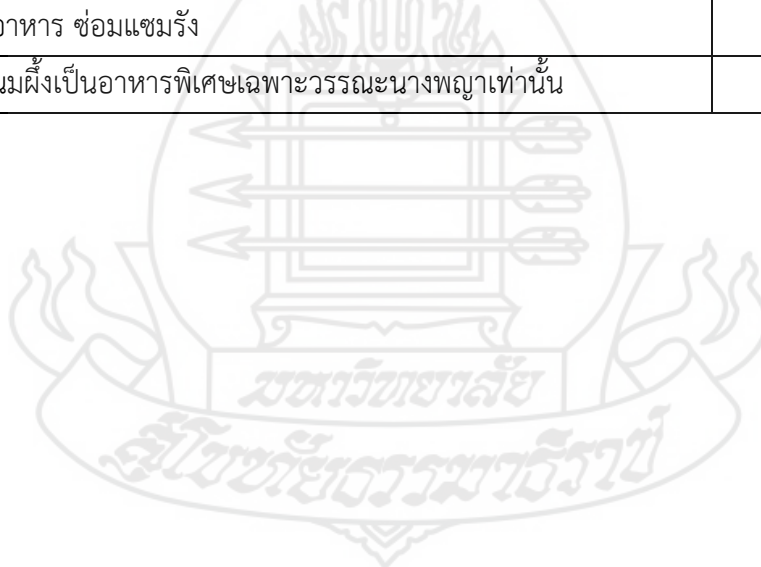 อาหาร ซ่อมแซมรัง
นมผึ้งเป็นอาหารพิเศษเฉพาะวรรณะนางพญาเท่านั้น
มหาวิทยาลัย
สุโขทัยธรรมาธิราช